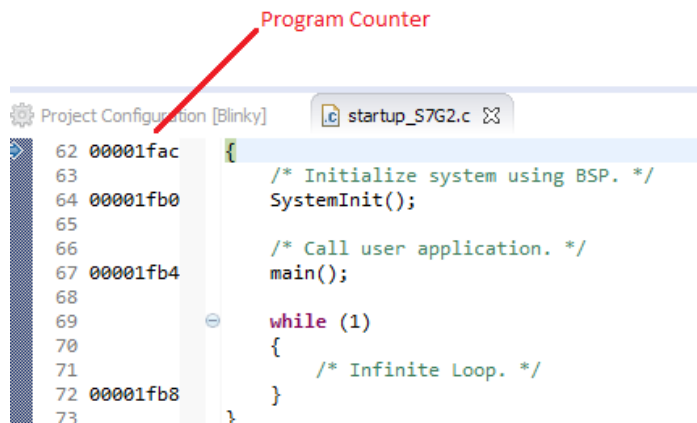 Program Counter
Project Configuration [Blinky] startup_S7G2.c
62 00001fac {
63 /* Initialize system using BSP. */
64 00001fb0 SystemInit();
65
66 /* Call user application. */
67 00001fb4 main();
68
69 while (1)
70 {
71 /* Infinite Loop. */
72 00001fb8 }
73 }